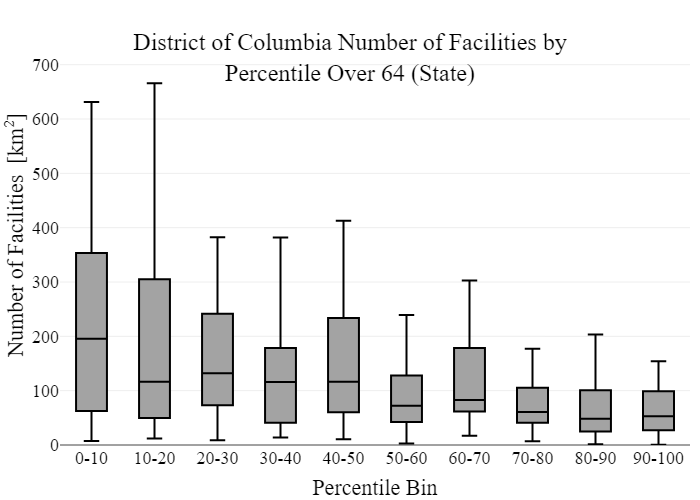 District of Columbia Number of Facilities by
Percentile Over 64 (State)
Number of Facilities [km²]
700
600
500
400
300
200
100
0
0-10 10-20 20-30 30-40 40-50 50-60 60-70 70-80 80-90 90-100
Percentile Bin